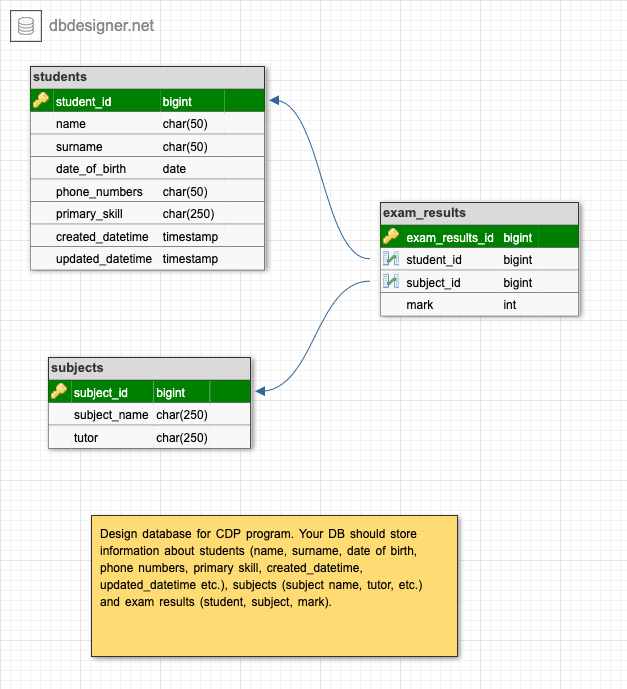 dbdesigner.net
students
student_id bigint
name char(50)
surname char(50)
date_of_birth date
phone_numbers char(50)
primary_skill char(250)
created_datetime timestamp
updated_datetime timestamp
exam_results
exam_results_id bigint
student_id bigint
subject_id bigint
mark int
subjects
subject_id bigint
subject_name char(250)
tutor char(250)
Design database for CDP program. Your DB should store
information about students (name, surname, date of birth,
phone numbers, primary skill, created_datetime,
updated_datetime etc.), subjects (subject name, tutor, etc.)
and exam results (student, subject, mark).